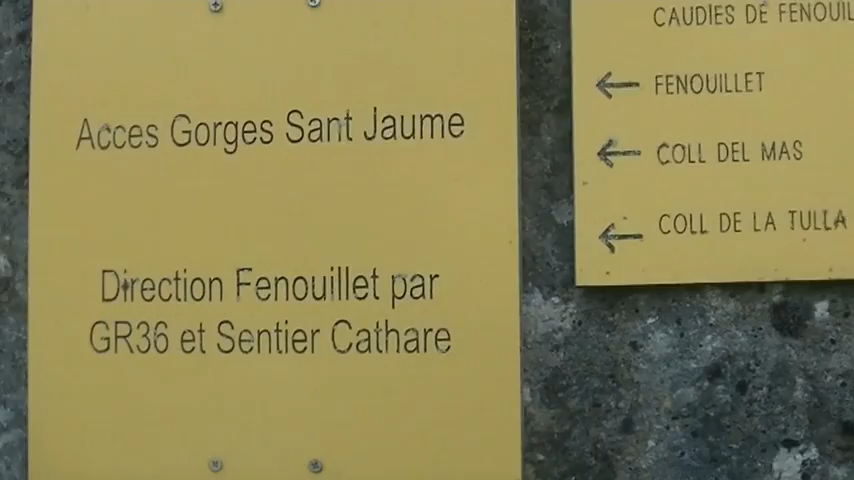 Acces Gorges Sant Jaume
Direction Fenouillet par
GR36 et Sentier Cathare
CAUDIES DE
FENOUILLET
COLL DEL MAS
COLL DE LA TULLA